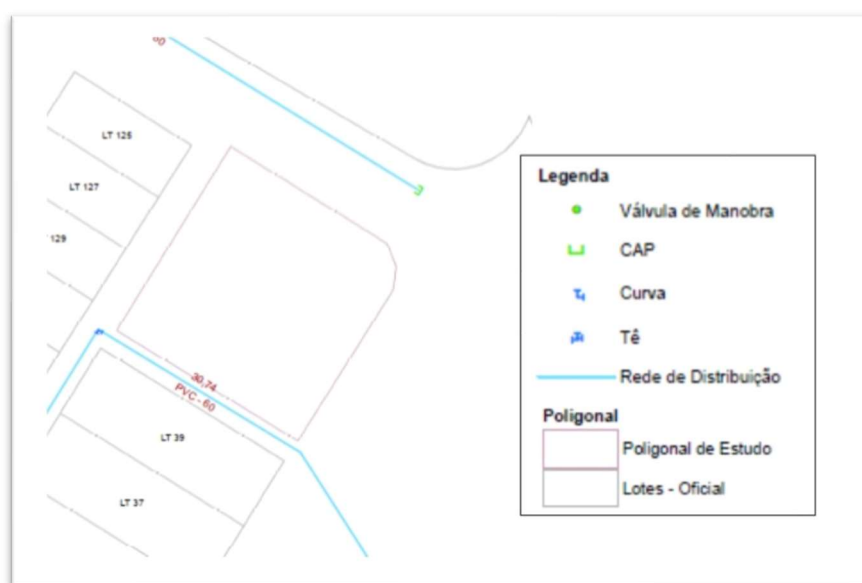 60
LT 125
LT 127
129
30,74
PVC - 60
LT 39
LT 37
Legenda
Válvula de Manobra
CAP
Curva
Tê
Rede de Distribuição
Poligonal
Poligonal de Estudo
Lotes - Oficial